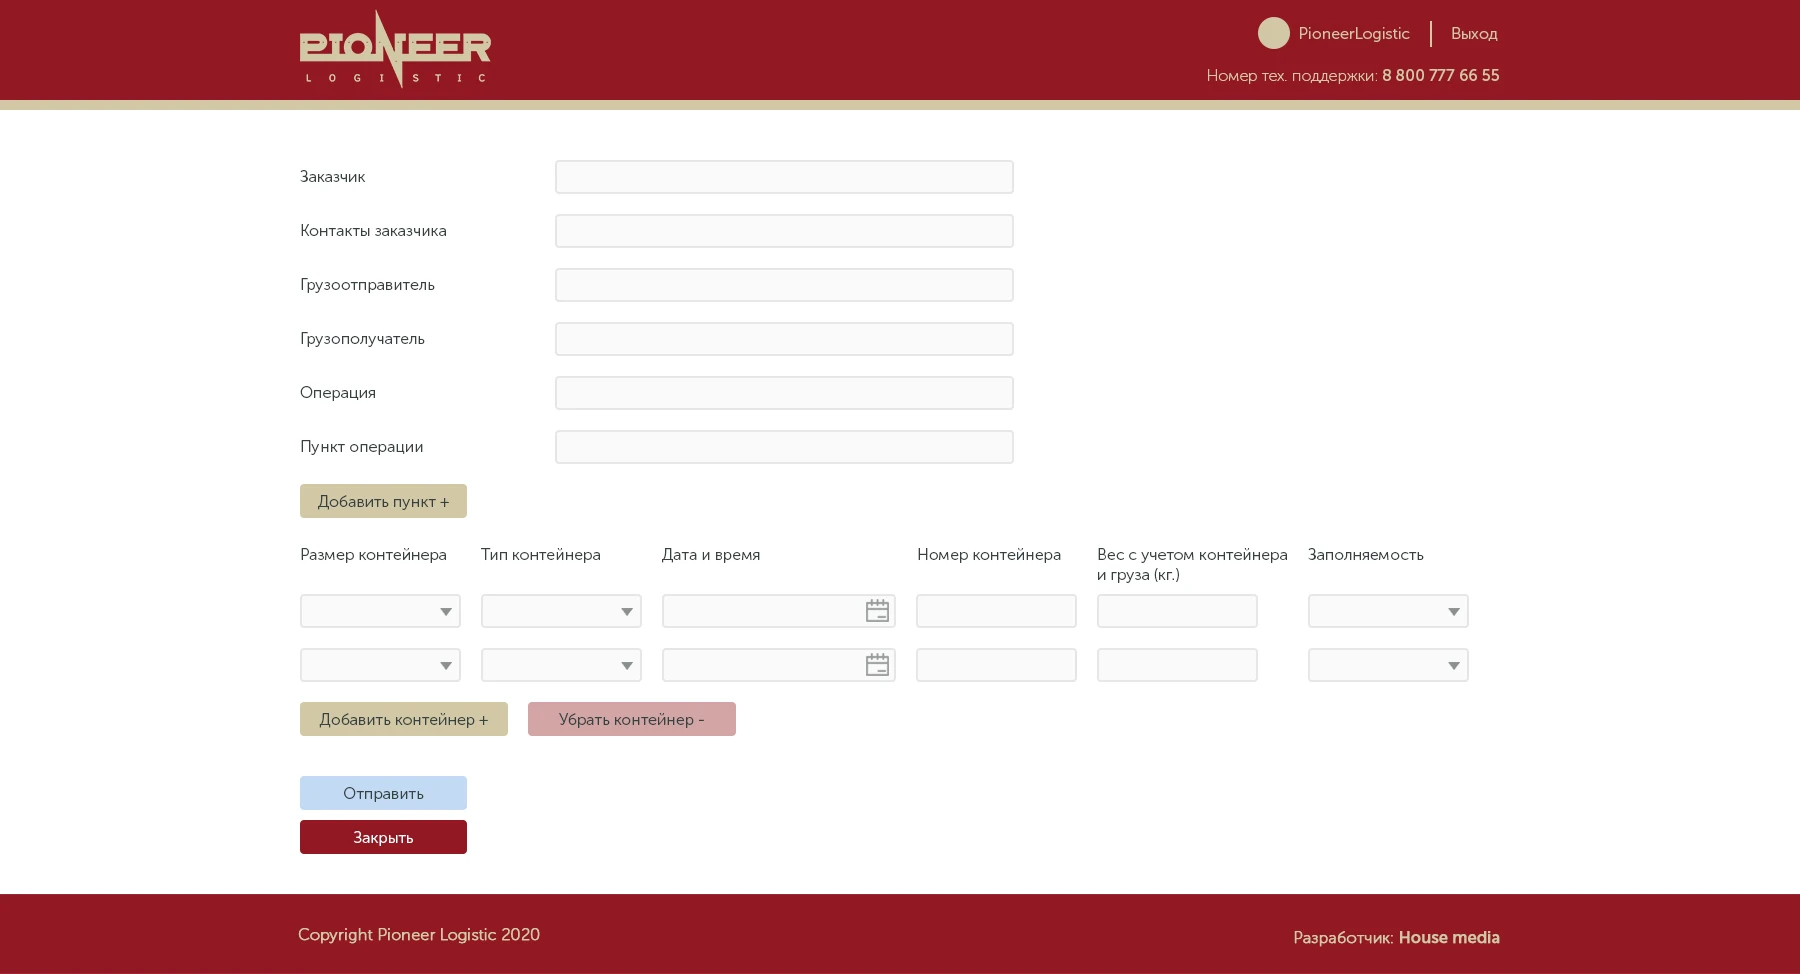 PIONEER
LOGISTIC
PioneerLogistic
Выход
Номер тех. поддержки: 8 800 777 66 55
Заказчик
Контакты заказчика
Грузоотправитель
Грузополучатель
Операция
Пункт операции
Добавить пункт +
Размер контейнера
Тип контейнера
Дата и время
Номер контейнера
Вес с учетом контейнера
и груза (кг.)
Заполняемость
Добавить контейнер +
Убрать контейнер -
Отправить
Закрыть
Copyright Pioneer Logistic 2020
Разработчик: House media